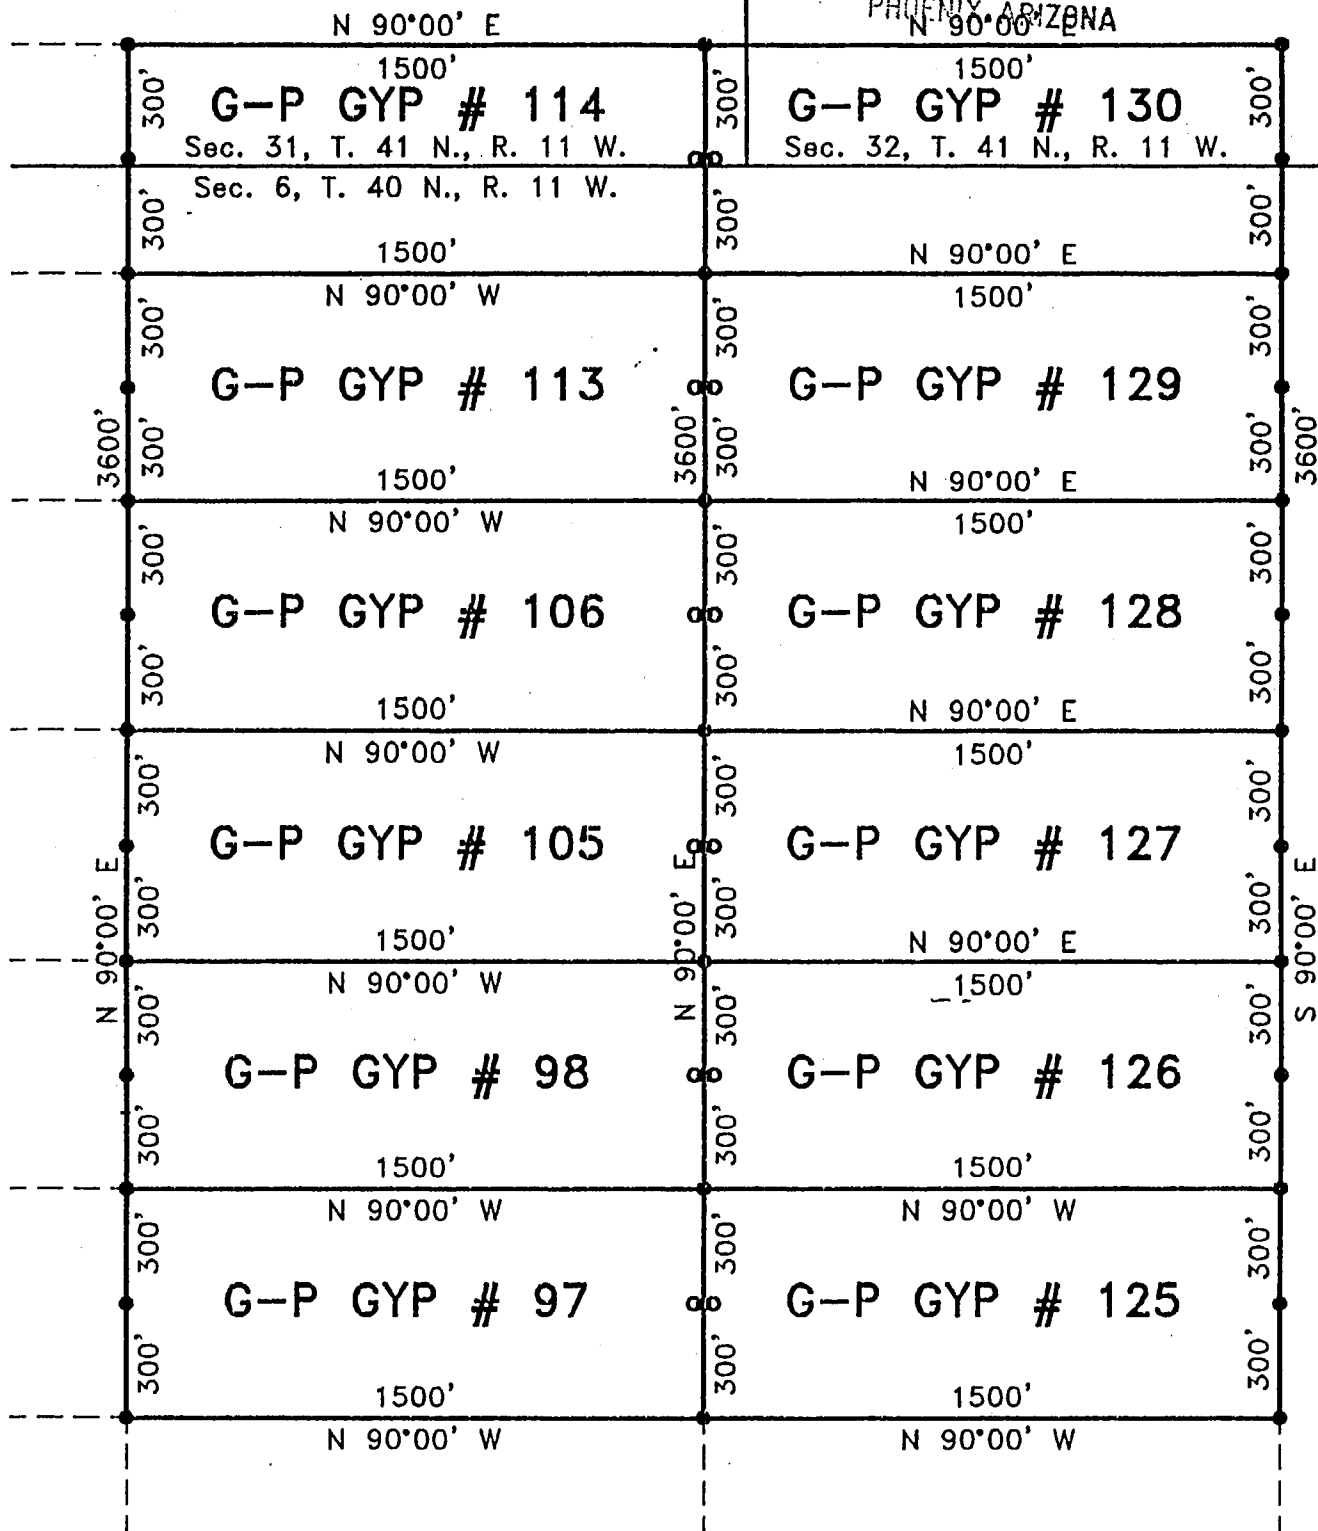 PHOENIX, ARIZONA
N 90°00' E N 90°00' E
1500' 1500'
300' 300' 300'
G-P GYP # 114 G-P GYP # 130
Sec. 31, T. 41 N., R. 11 W. Sec. 32, T. 41 N., R. 11 W.
Sec. 6, T. 40 N., R. 11 W.
300' 300' 300'
1500' N 90°00' E
N 90°00' W 1500'
300' 300' 300'
G-P GYP # 113 G-P GYP # 129
3600' 300' 3600' 300' 300' 3600'
1500' N 90°00' E
N 90°00' W 1500'
300' 300' 300'
G-P GYP # 106 G-P GYP # 128
300' 300' 300'
1500' N 90°00' E
N 90°00' W 1500'
300' 300' 300'
G-P GYP # 105 G-P GYP # 127
N 90°00' E 300' N 90°00' E 300' 300' S 90°00' E
1500' N 90°00' E
N 90°00' W 1500'
300' 300' 300'
G-P GYP # 98 G-P GYP # 126
300' 300' 300'
1500' 1500'
N 90°00' W N 90°00' W
300' 300' 300'
G-P GYP # 97 G-P GYP # 125
300' 300' 300'
1500' 1500'
N 90°00' W N 90°00' W